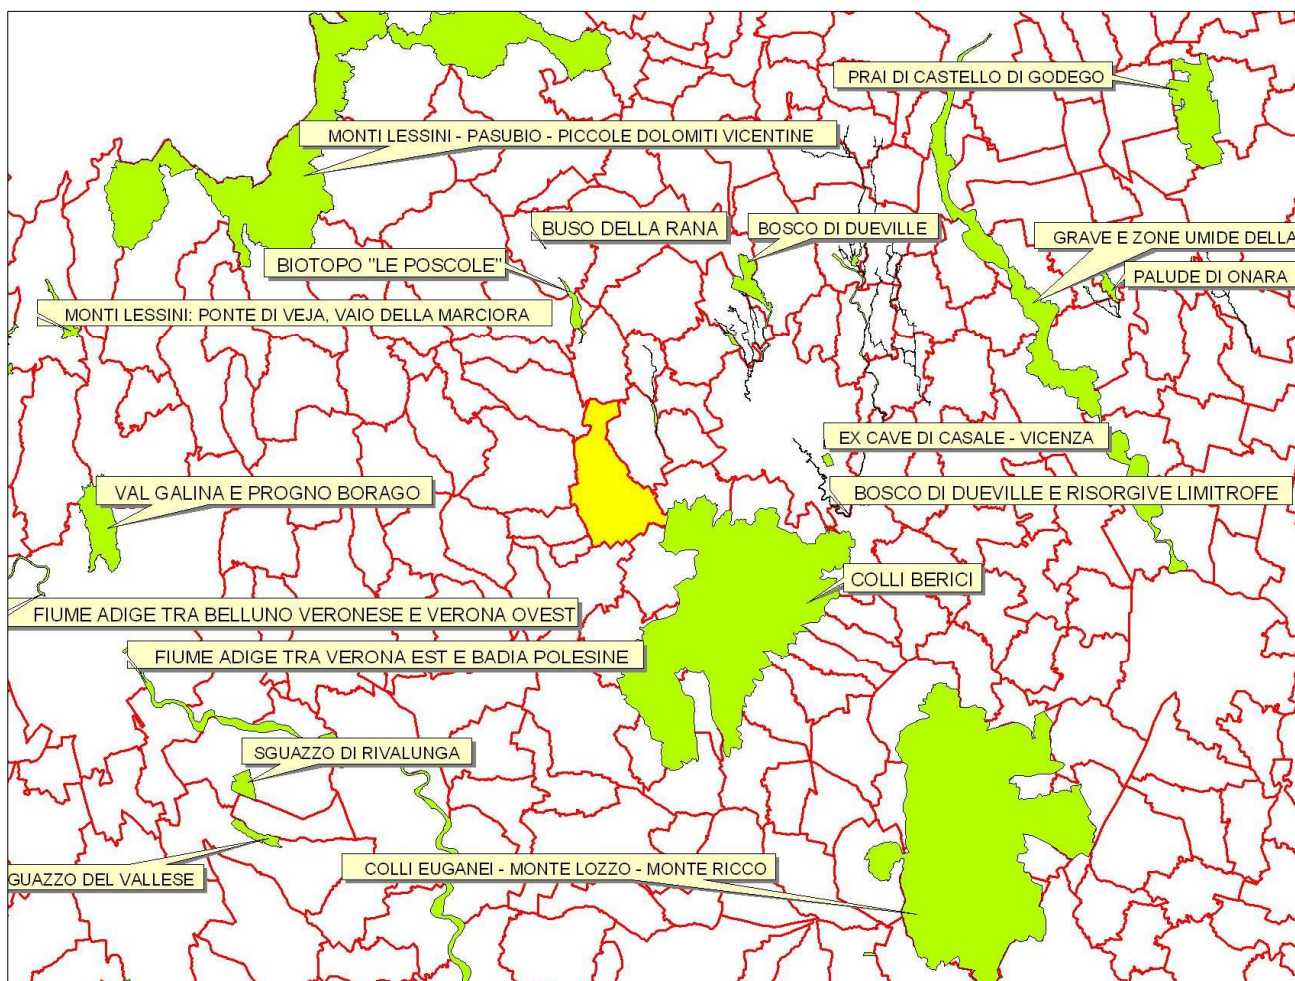 PRAI DI CASTELLO DI GODEGO
MONTI LESSINI - PASUBIO - PICCOLE DOLOMITI VICENTINE
BUSO DELLA RANA
BOSCO DI DUEVILLE
GRAVE E ZONE UMIDE DELLA
BIOTOPO "LE POSCOLE"
PALUDE DI ONARA
MONTI LESSINI: PONTE DI VEJA, VAIO DELLA MARCIORA
EX CAVE DI CASALE - VICENZA
VAL GALINA E PROGNO BORAGO
BOSCO DI DUEVILLE E RISORGIVE LIMITROFE
COLLI BERICI
FIUME ADIGE TRA BELLUNO VERONESE E VERONA OVEST
FIUME ADIGE TRA VERONA EST E BADIA POLESINE
SGUAZZO DI RIVALUNGA
COLLI EUGANEI - MONTE LOZZO - MONTE RICCO
GUAZZO DEL VALLESE